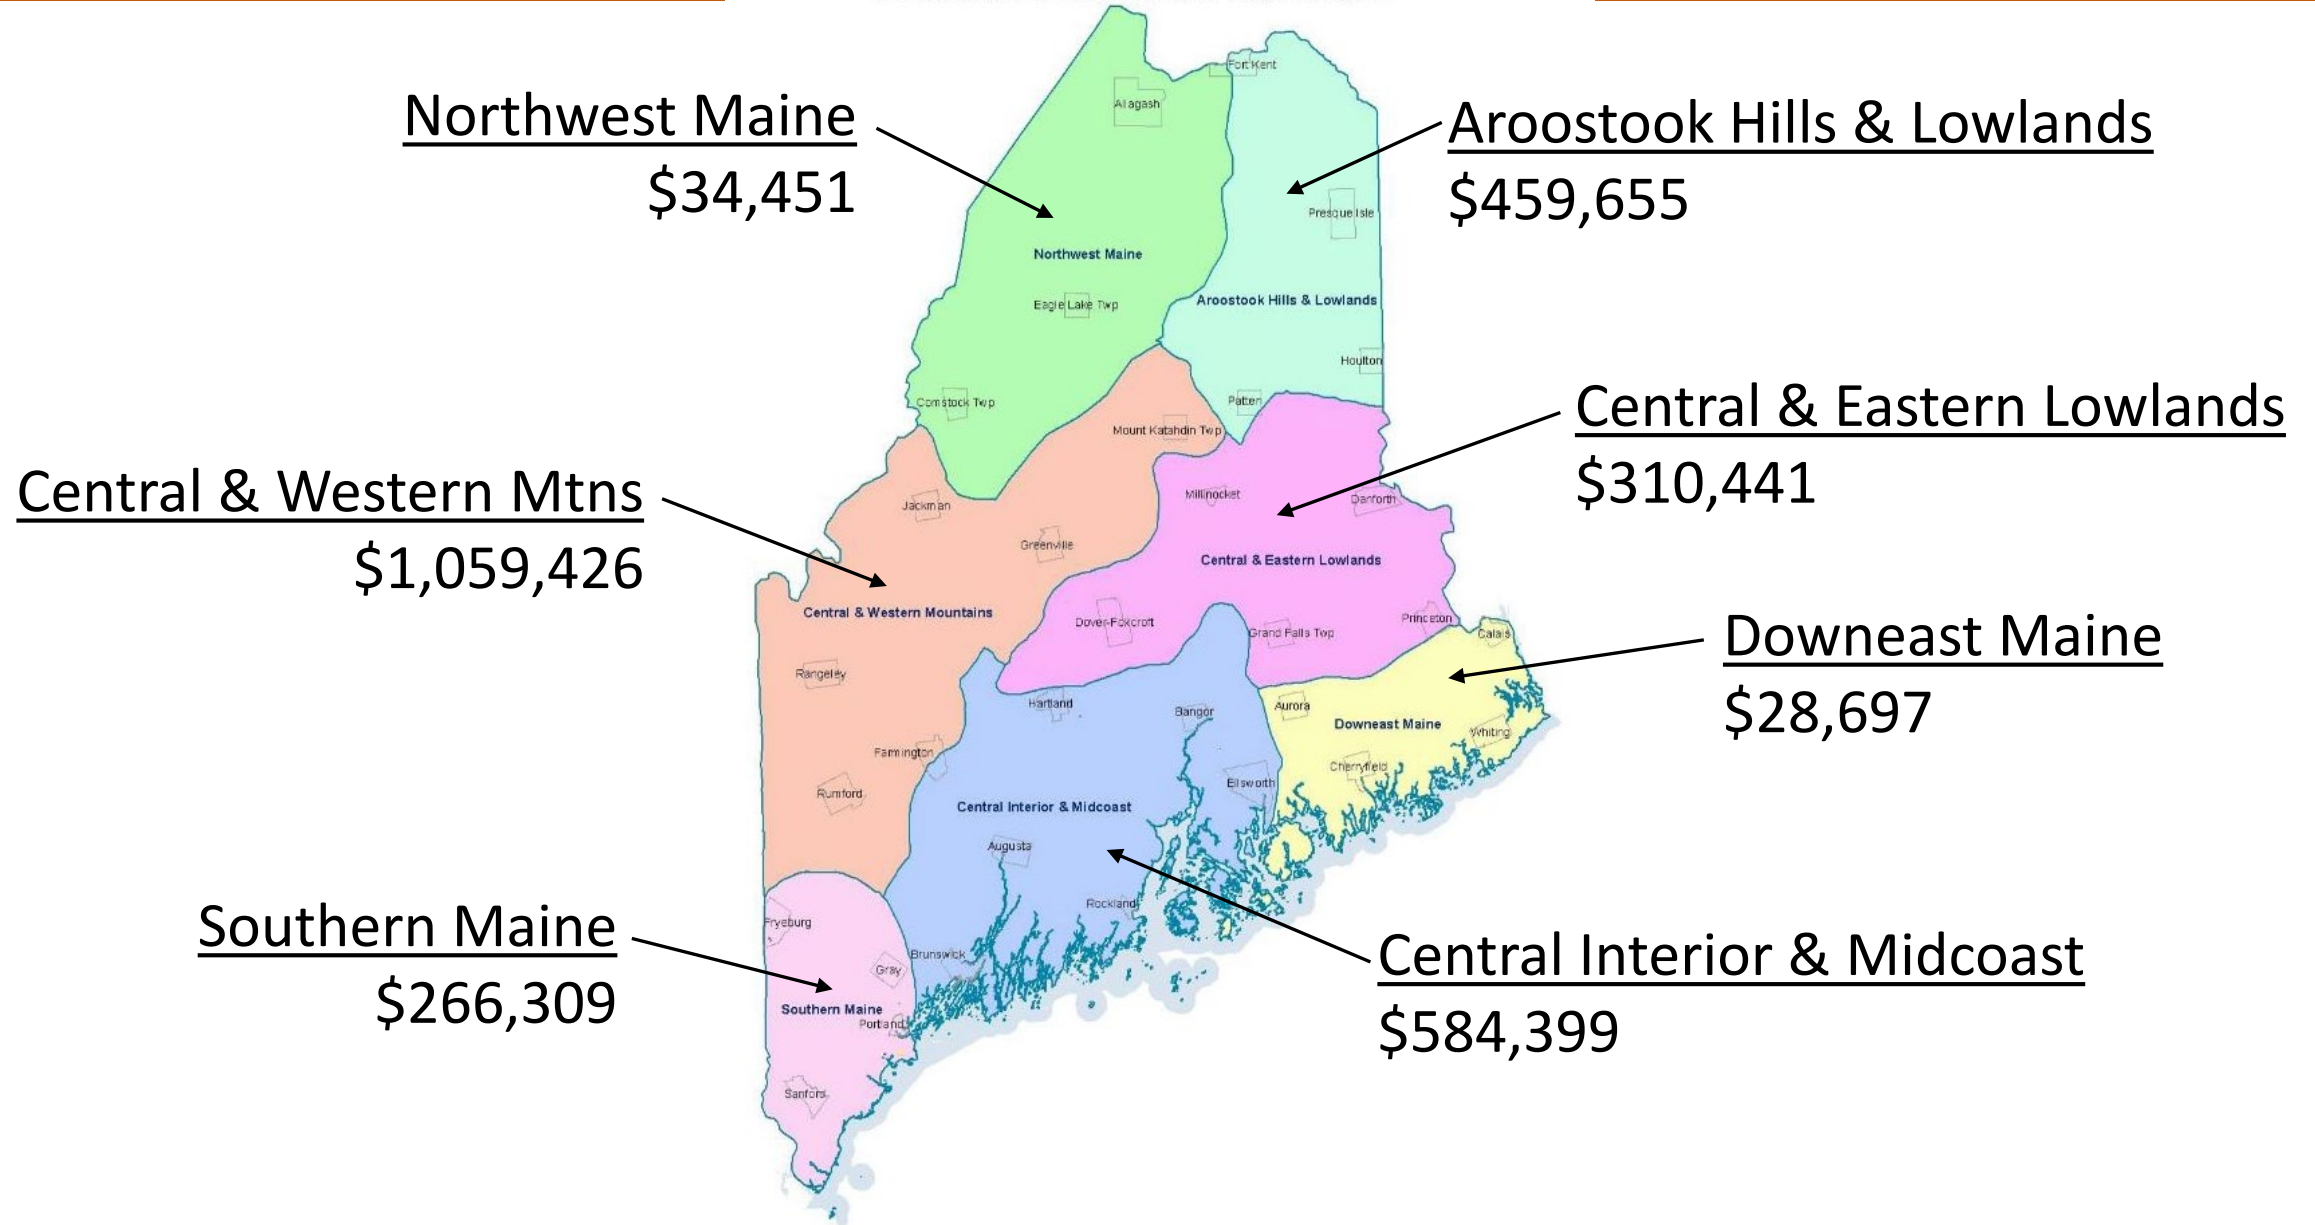 Northwest Maine
$34,451
Aroostook Hills & Lowlands
$459,655
Central & Eastern Lowlands
$310,441
Central & Western Mtns
$1,059,426
Downeast Maine
$28,697
Southern Maine
$266,309
Central Interior & Midcoast
$584,399
Fort Kent
Allagash
Presque Isle
Northwest Maine
Aroostook Hills & Lowlands
Eagle Lake Twp
Houlton
Comstock Twp
Patten
Mount Katahdin Twp
Millinocket
Danforth
Jackman
Greenville
Central & Eastern Lowlands
Central & Western Mountains
Dover-Foxcroft
Grand Falls Twp
Princeton
Calais
Rangeley
Hartland
Bangor
Aurora
Downeast Maine
Whiting
Farmington
Cherryfield
Rumford
Ellsworth
Central Interior & Midcoast
Augusta
Rockland
Fryeburg
Brunswick
Gray
Southern Maine
Portland
Sanford